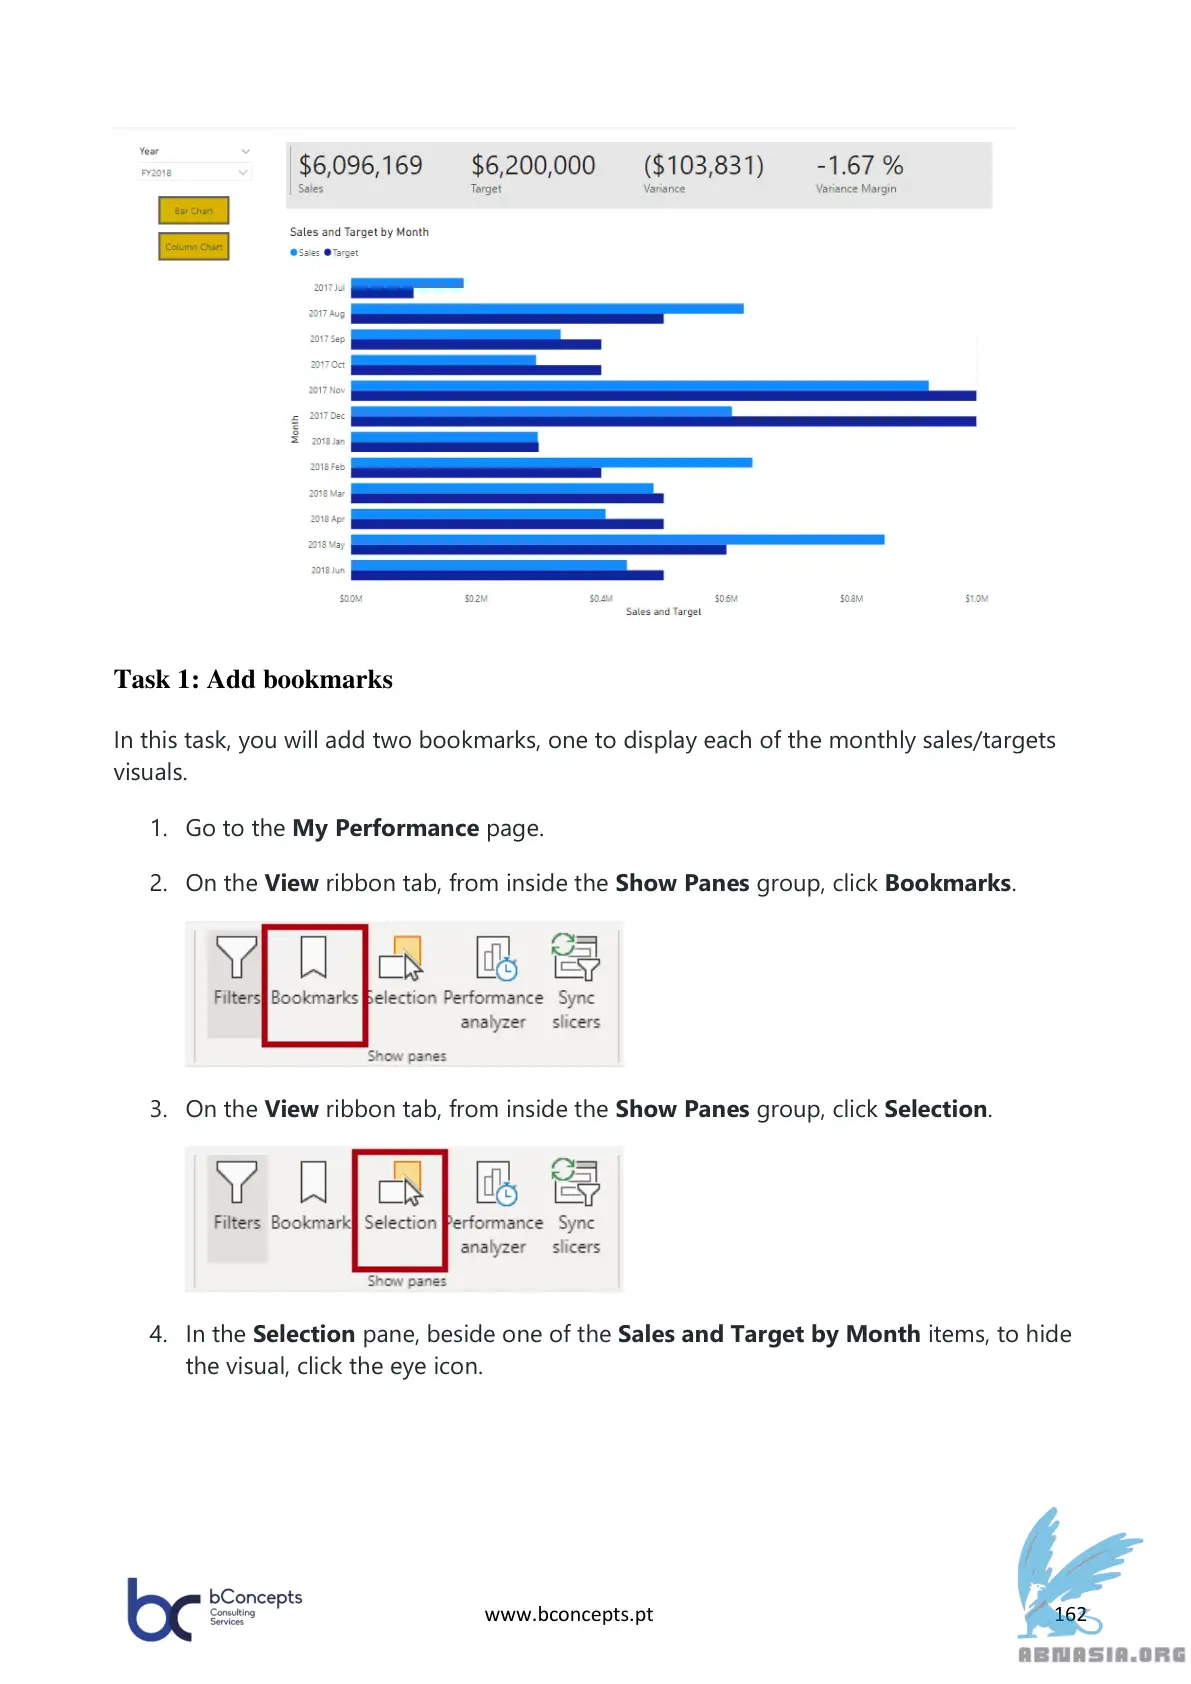 Year
FY2018
Bar Chart
Column Chart
$6,096,169 $6,200,000 ($103,831) -1.67 %
Sales Target Variance Variance Margin
Sales and Target by Month
Sales Target
2017 Jul
2017 Aug
2017 Sep
2017 Oct
2017 Nov
2017 Dec
2018 Jan
2018 Feb
2018 Mar
2018 Apr
2018 May
2018 Jun
Month
$0.0M $0.2M $0.4M $0.6M $0.8M $1.0M
Sales and Target
Task 1: Add bookmarks
In this task, you will add two bookmarks, one to display each of the monthly sales/targets
visuals.
1. Go to the My Performance page.
2. On the View ribbon tab, from inside the Show Panes group, click Bookmarks.
Filters Bookmarks Selection Performance Sync
analyzer slicers
Show panes
3. On the View ribbon tab, from inside the Show Panes group, click Selection.
Filters Bookmark Selection Performance Sync
analyzer slicers
Show panes
4. In the Selection pane, beside one of the Sales and Target by Month items, to hide
the visual, click the eye icon.
bc bConcepts
Consulting
Services
www.bconcepts.pt
162
ABNASIA.ORG